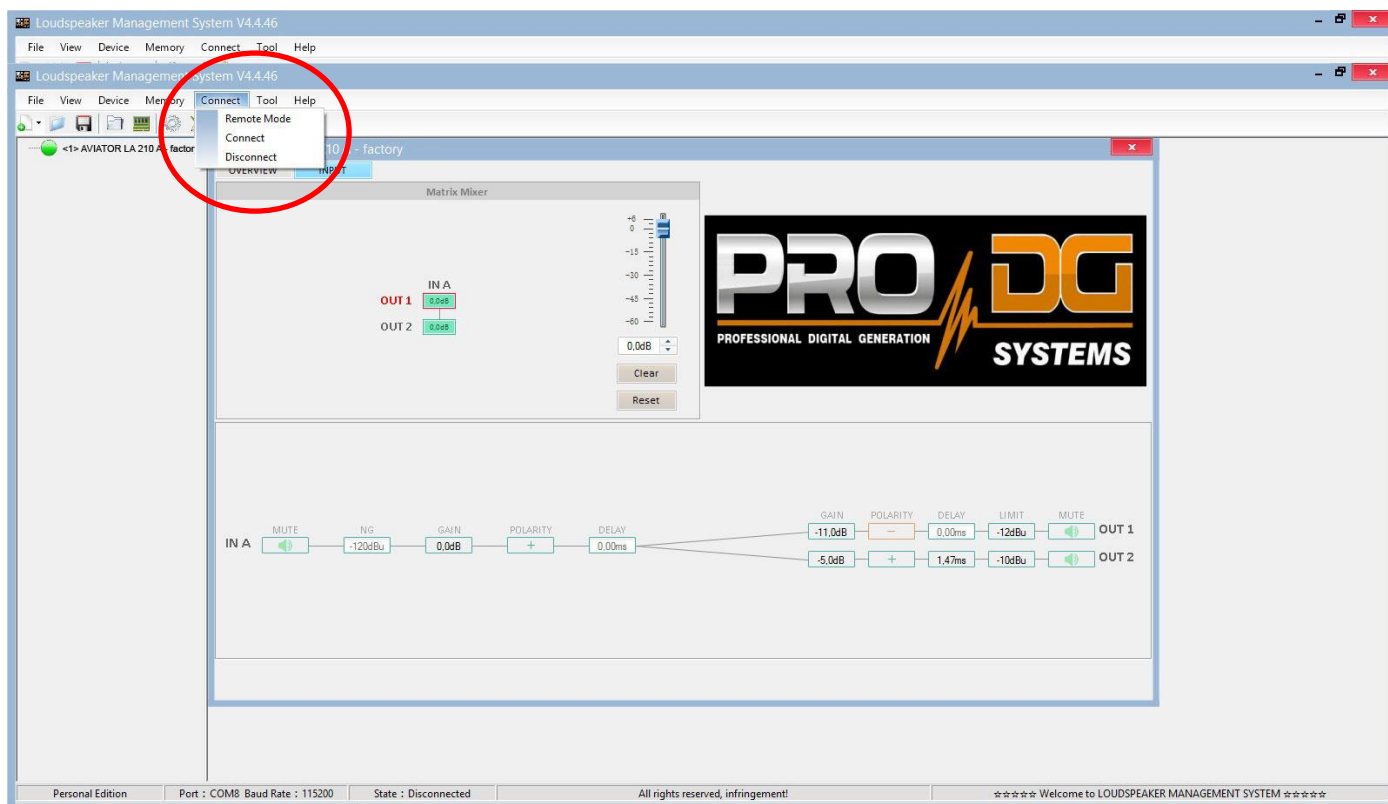 Loudspeaker Management System V4.4.46
File View Device Memory Connect Tool Help
Loudspeaker Management System V4.4.46
File View Device Memory Connect Tool Help
Remote Mode
Connect
Disconnect
<1> AVIATOR LA 210 A - factor
10 A - factory
OVERVIEW INPUT
Matrix Mixer
+6
0
-15
-30
-45
-60
IN A
OUT 1 0,0dB
OUT 2 0,0dB
0,0dB
Clear
Reset
PRO DG
PROFESSIONAL DIGITAL GENERATION
SYSTEMS
GAIN POLARITY DELAY LIMIT MUTE
-11,0dB - 0,00ms -12dBu OUT 1
MUTE NG GAIN POLARITY DELAY
IN A -120dBu 0,0dB + 0,00ms
-5,0dB + 1,47ms -10dBu OUT 2
Personal Edition Port : COM8 Baud Rate : 115200 State : Disconnected All rights reserved, infringement! ☆☆☆☆☆ Welcome to LOUDSPEAKER MANAGEMENT SYSTEM ☆☆☆☆☆